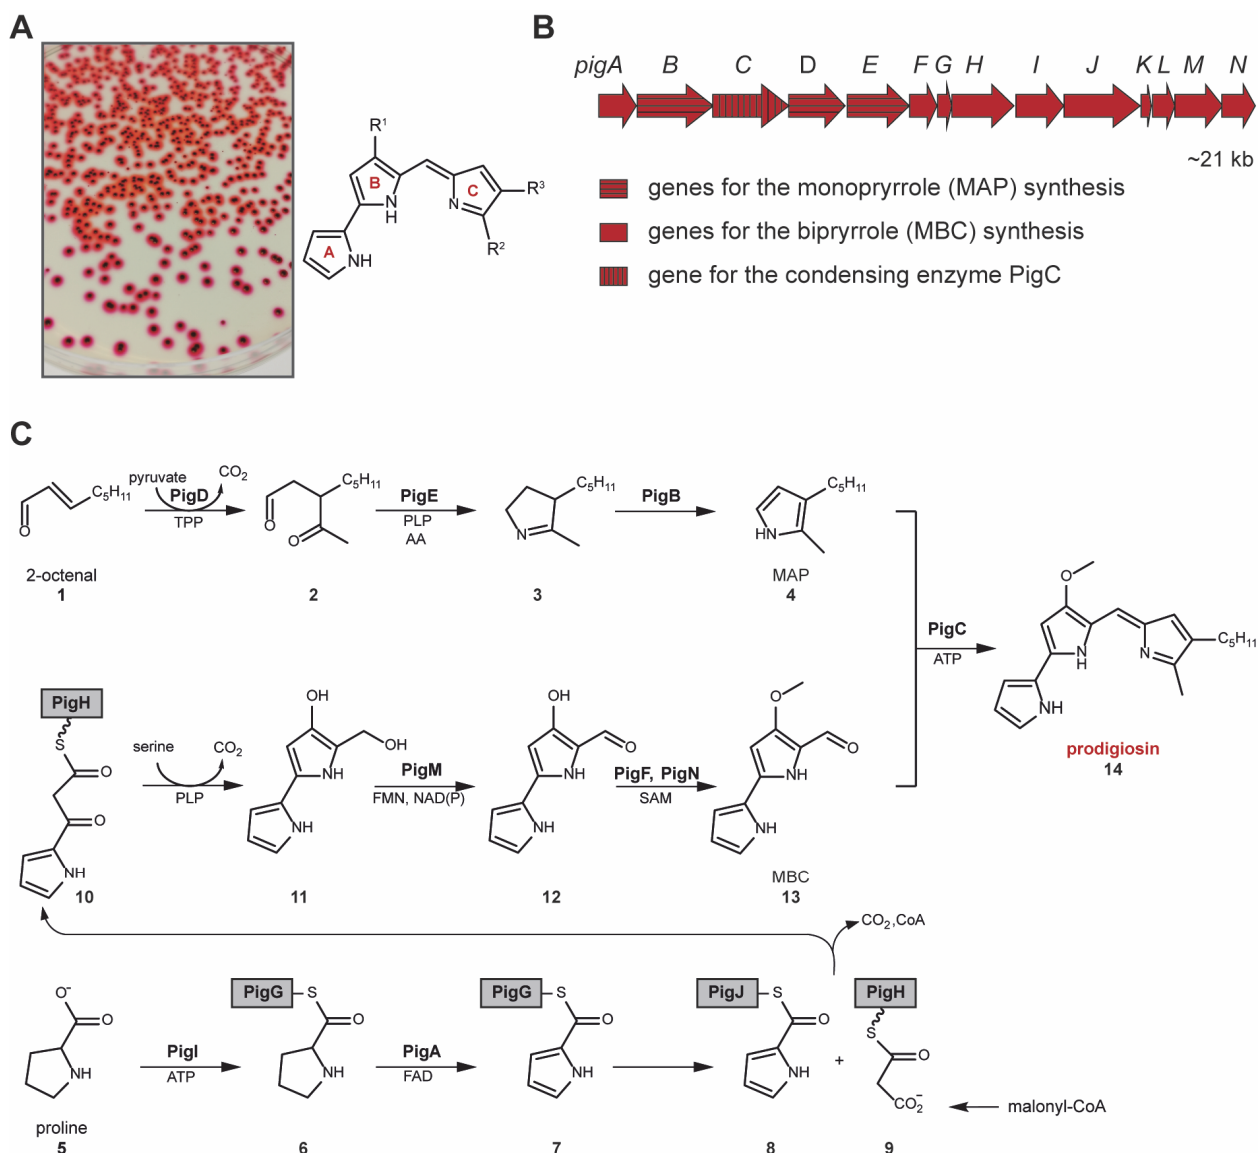 A
R¹
B
C
R³
N
H
N
R²
A
NH
B
pigA B C D E F G H I J K L M N
~21 kb
genes for the monopryrrole (MAP) synthesis
genes for the bipryrrole (MBC) synthesis
gene for the condensing enzyme PigC
C
O
C₅H₁₁
2-octenal
1
pyruvate
CO₂
PigD
TPP
C₅H₁₁
O
O
2
PigE
PLP
AA
C₅H₁₁
N
3
PigB
C₅H₁₁
HN
MAP
4
PigC
ATP
O
N
H
N
C₅H₁₁
NH
prodigiosin
14
PigH
S
O
O
NH
10
serine
CO₂
PLP
OH
OH
NH
NH
11
PigM
FMN, NAD(P)
OH
O
NH
NH
12
PigF, PigN
SAM
O
O
NH
NH
MBC
13
CO₂,CoA
O⁻
O
NH
proline
5
PigI
ATP
PigG
S
O
NH
6
PigA
FAD
PigG
S
O
NH
7
PigJ
S
O
NH
8
+
PigH
S
O
CO₂⁻
9
malonyl-CoA